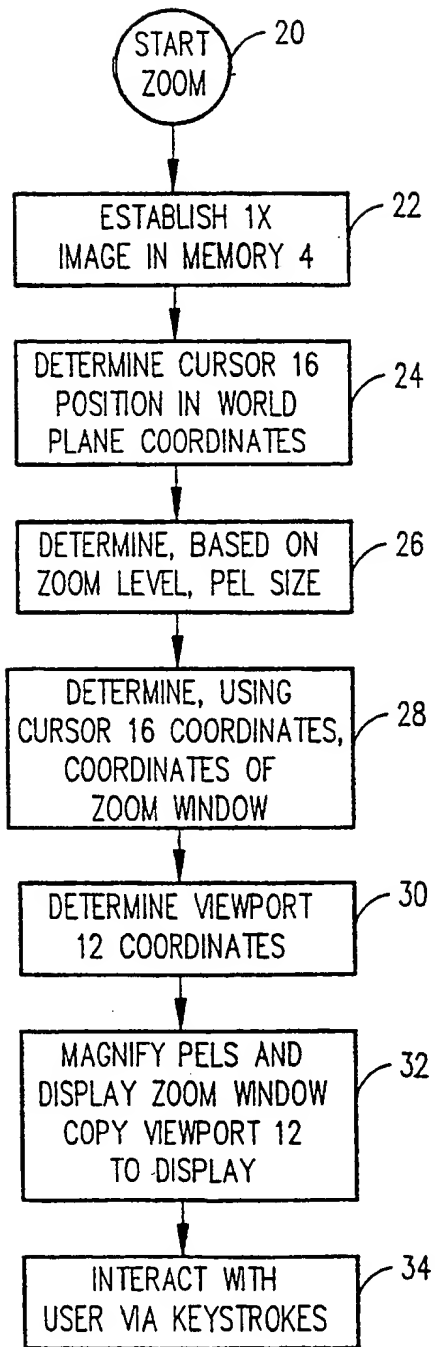 START
ZOOM
20
ESTABLISH 1X
IMAGE IN MEMORY 4
22
DETERMINE CURSOR 16
POSITION IN WORLD
PLANE COORDINATES
24
DETERMINE, BASED ON
ZOOM LEVEL, PEL SIZE
26
DETERMINE, USING
CURSOR 16 COORDINATES,
COORDINATES OF
ZOOM WINDOW
28
DETERMINE VIEWPORT
12 COORDINATES
30
MAGNIFY PELS AND
DISPLAY ZOOM WINDOW
COPY VIEWPORT 12
TO DISPLAY
32
INTERACT WITH
USER VIA KEYSTROKES
34